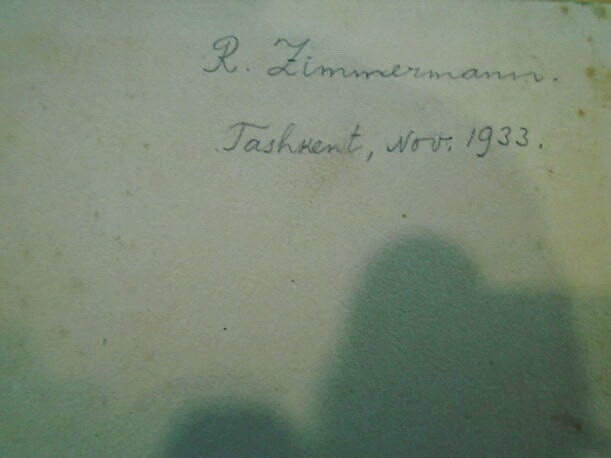 R. Zimmermann.
Tashkent, Nov. 1933.